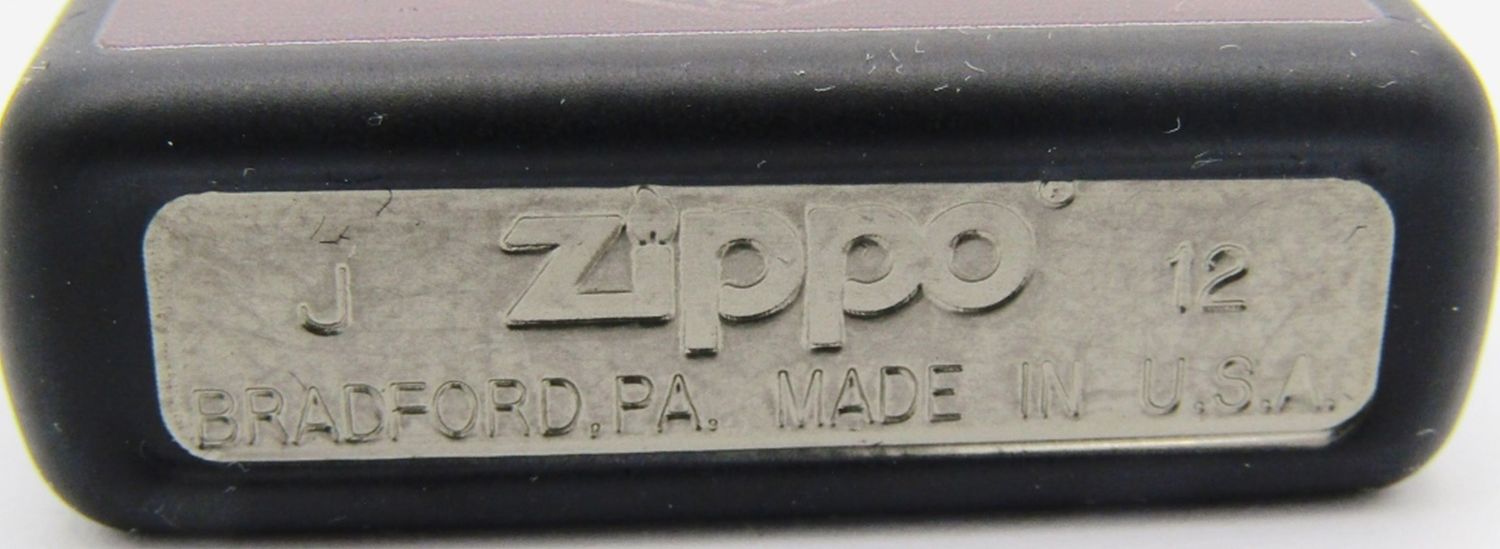 J Zippo® 12
BRADFORD, PA. MADE IN U.S.A.